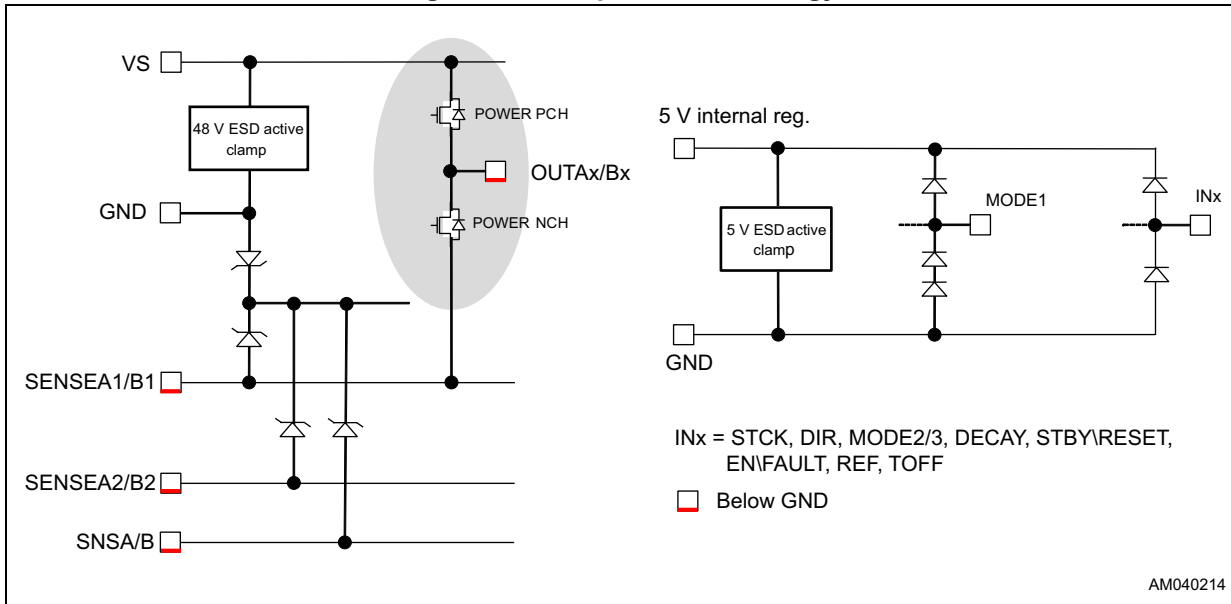 VS
48 V ESD active
clamp
GND
POWER PCH
OUTAx/Bx
POWER NCH
SENSEA1/B1
SENSEA2/B2
SNSA/B
5 V internal reg.
5 V ESD active
clamp
MODE1
INx
GND
INx = STCK, DIR, MODE2/3, DECAY, STBY\RESET,
EN\FAULT, REF, TOFF
Below GND
AM040214